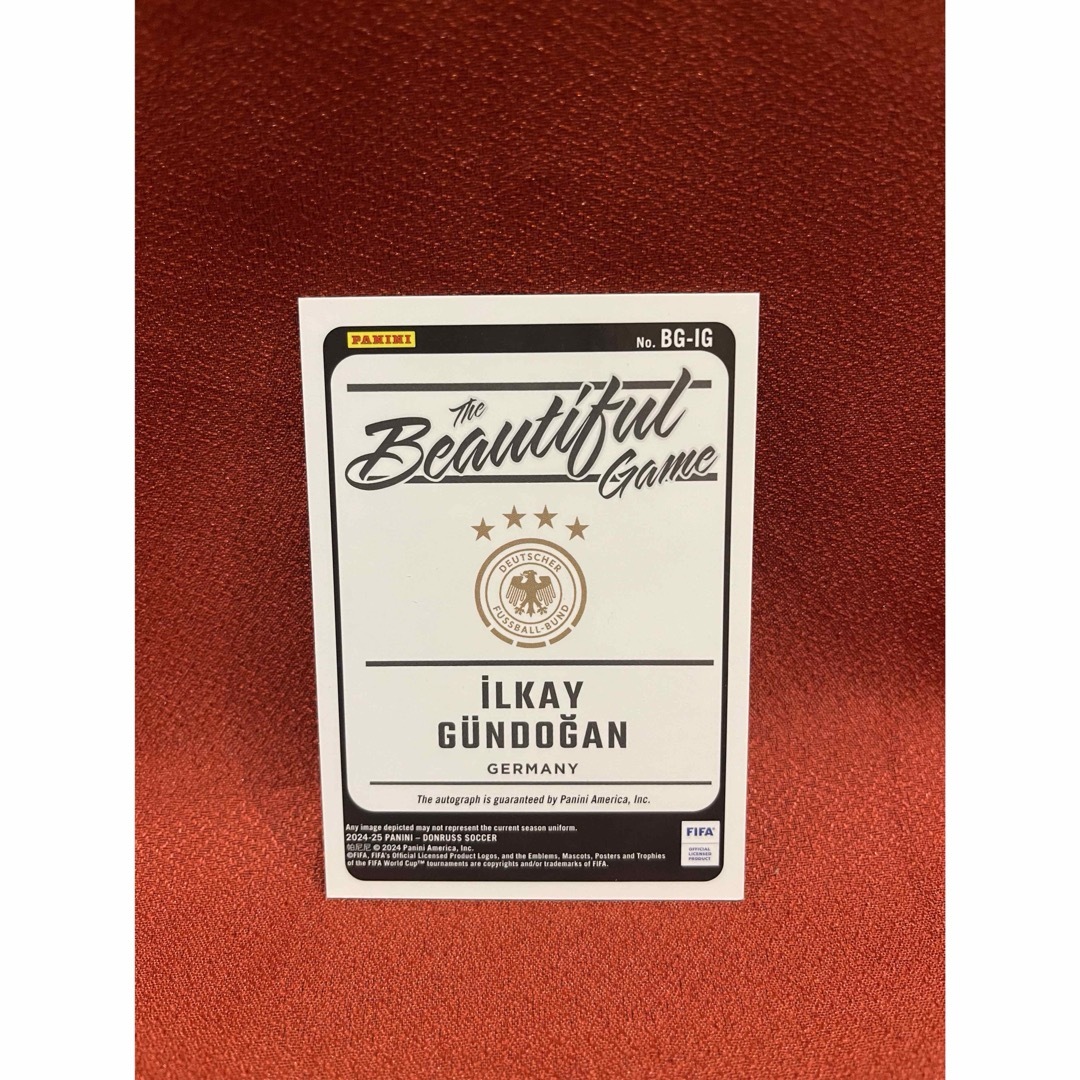 PANINI
No. BG-IG
The
Beautiful
Game
DEUTSCHER
FUSSBALL-BUND
İLKAY
GÜNDOĞAN
GERMANY
The autograph is guaranteed by Panini America, Inc.
Any image depicted may not represent the current season uniform.
2024-25 PANINI – DONRUSS SOCCER
帕尼尼 © 2024 Panini America, Inc.
©FIFA, FIFA's Official Licensed Product Logos, and the Emblems, Mascots, Posters and Trophies
of the FIFA World Cup™ tournaments are copyrights and/or trademarks of FIFA.
FIFA®
OFFICIAL
LICENSED
PRODUCT